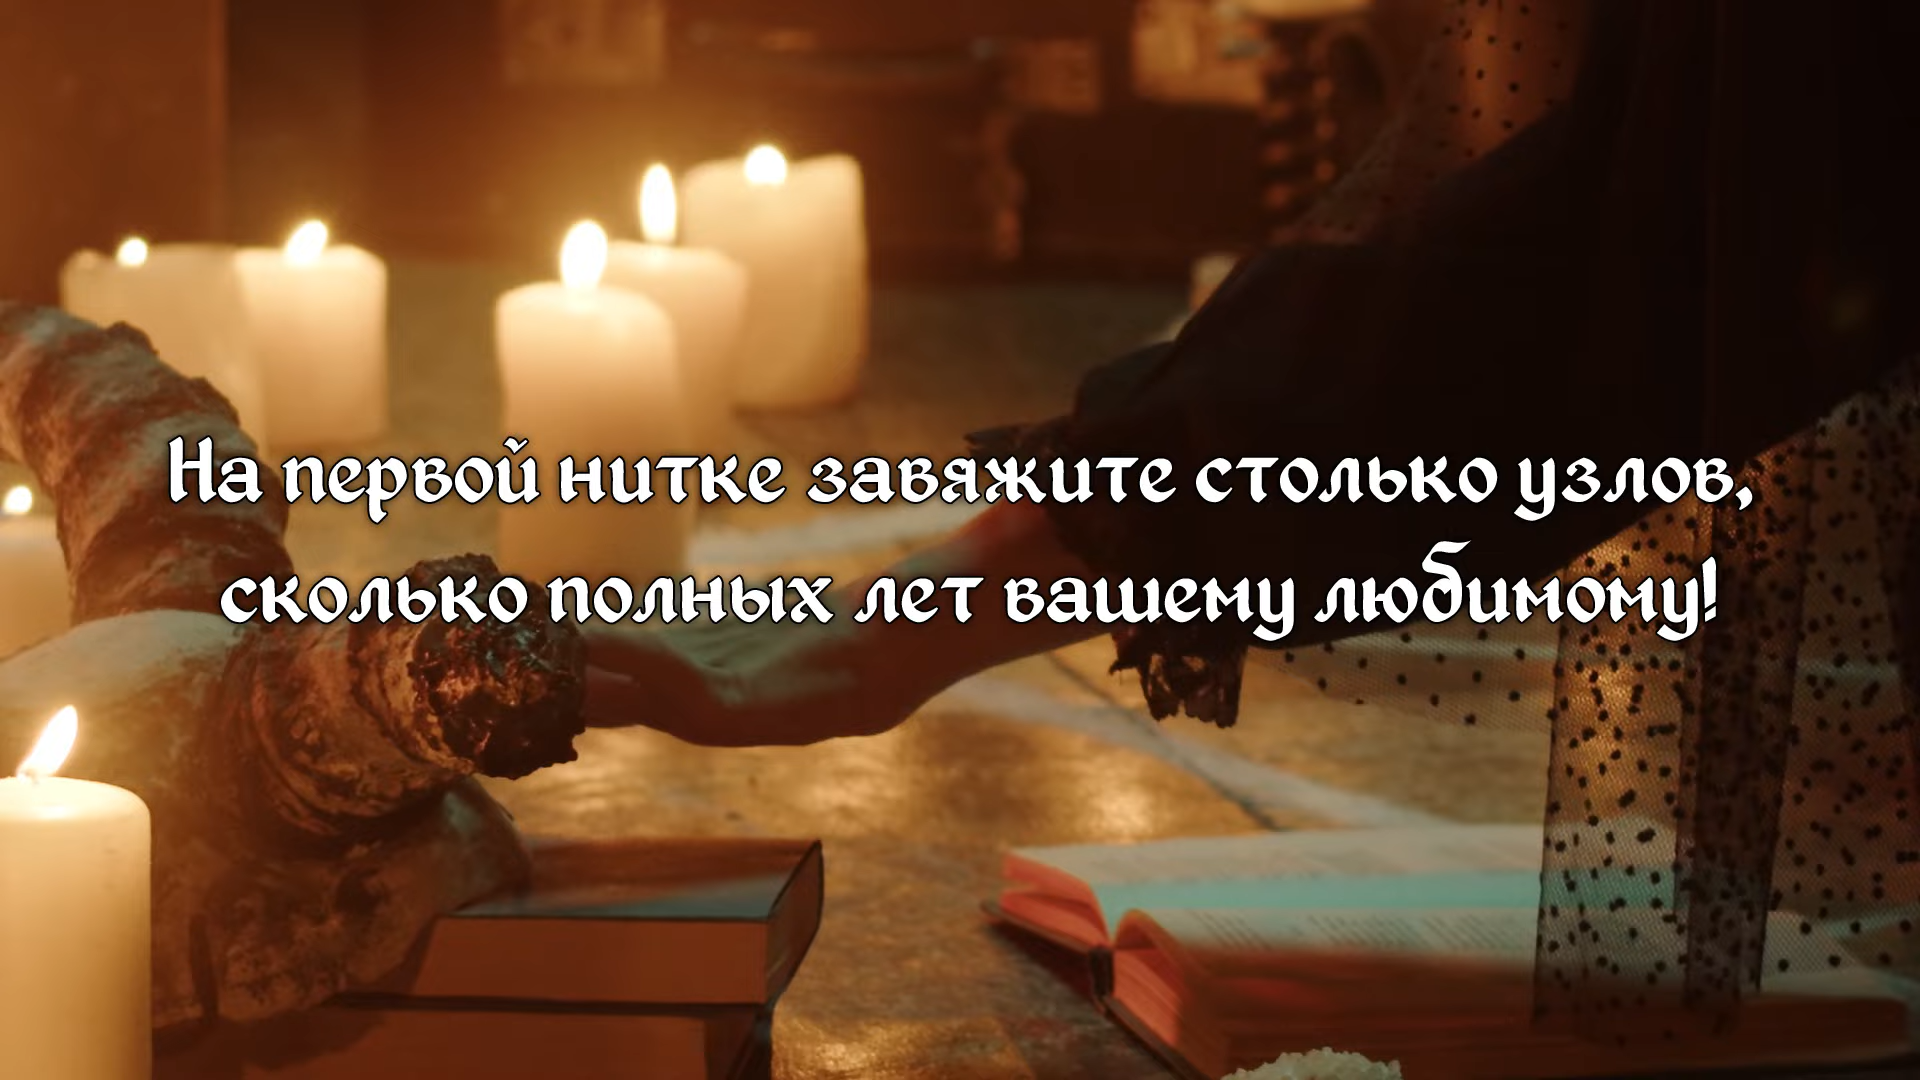 На первой нитке завяжите столько узлов,
сколько полных лет вашему любимому!